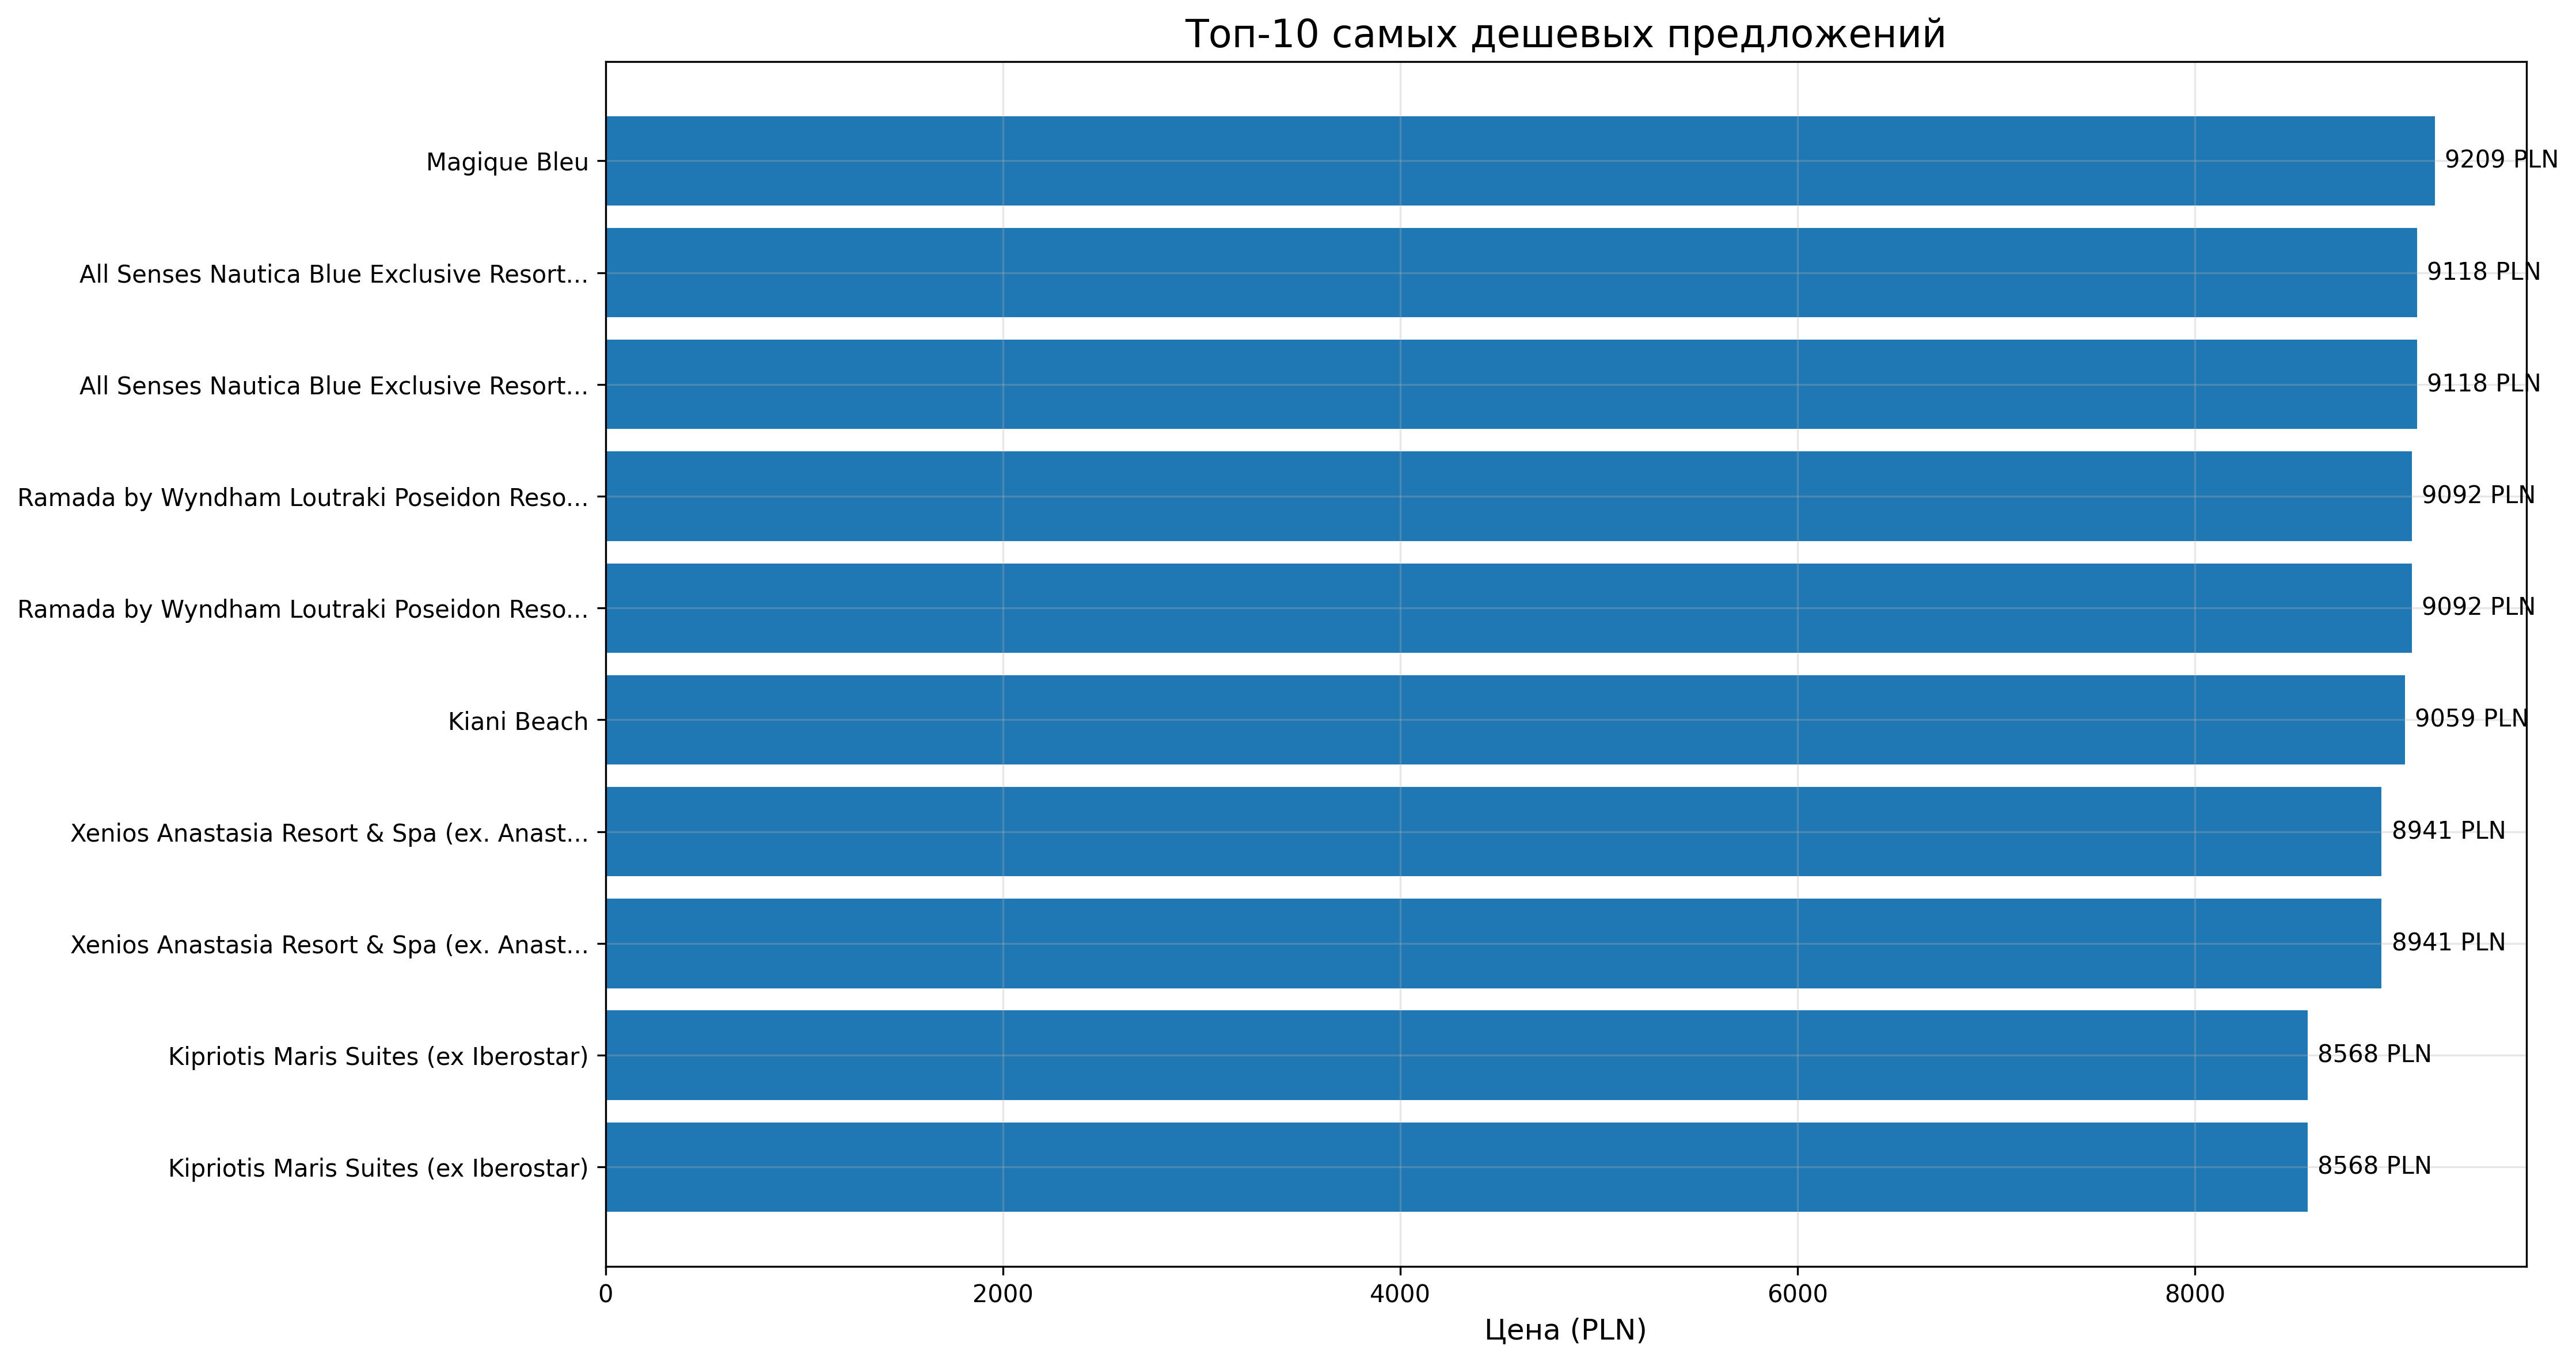 Топ-10 самых дешевых предложений
Magique Bleu
9209 PLN
All Senses Nautica Blue Exclusive Resort...
9118 PLN
All Senses Nautica Blue Exclusive Resort...
9118 PLN
Ramada by Wyndham Loutraki Poseidon Reso...
9092 PLN
Ramada by Wyndham Loutraki Poseidon Reso...
9092 PLN
Kiani Beach
9059 PLN
Xenios Anastasia Resort & Spa (ex. Anast...
8941 PLN
Xenios Anastasia Resort & Spa (ex. Anast...
8941 PLN
Kipriotis Maris Suites (ex Iberostar)
8568 PLN
Kipriotis Maris Suites (ex Iberostar)
8568 PLN
0 2000 4000 6000 8000
Цена (PLN)